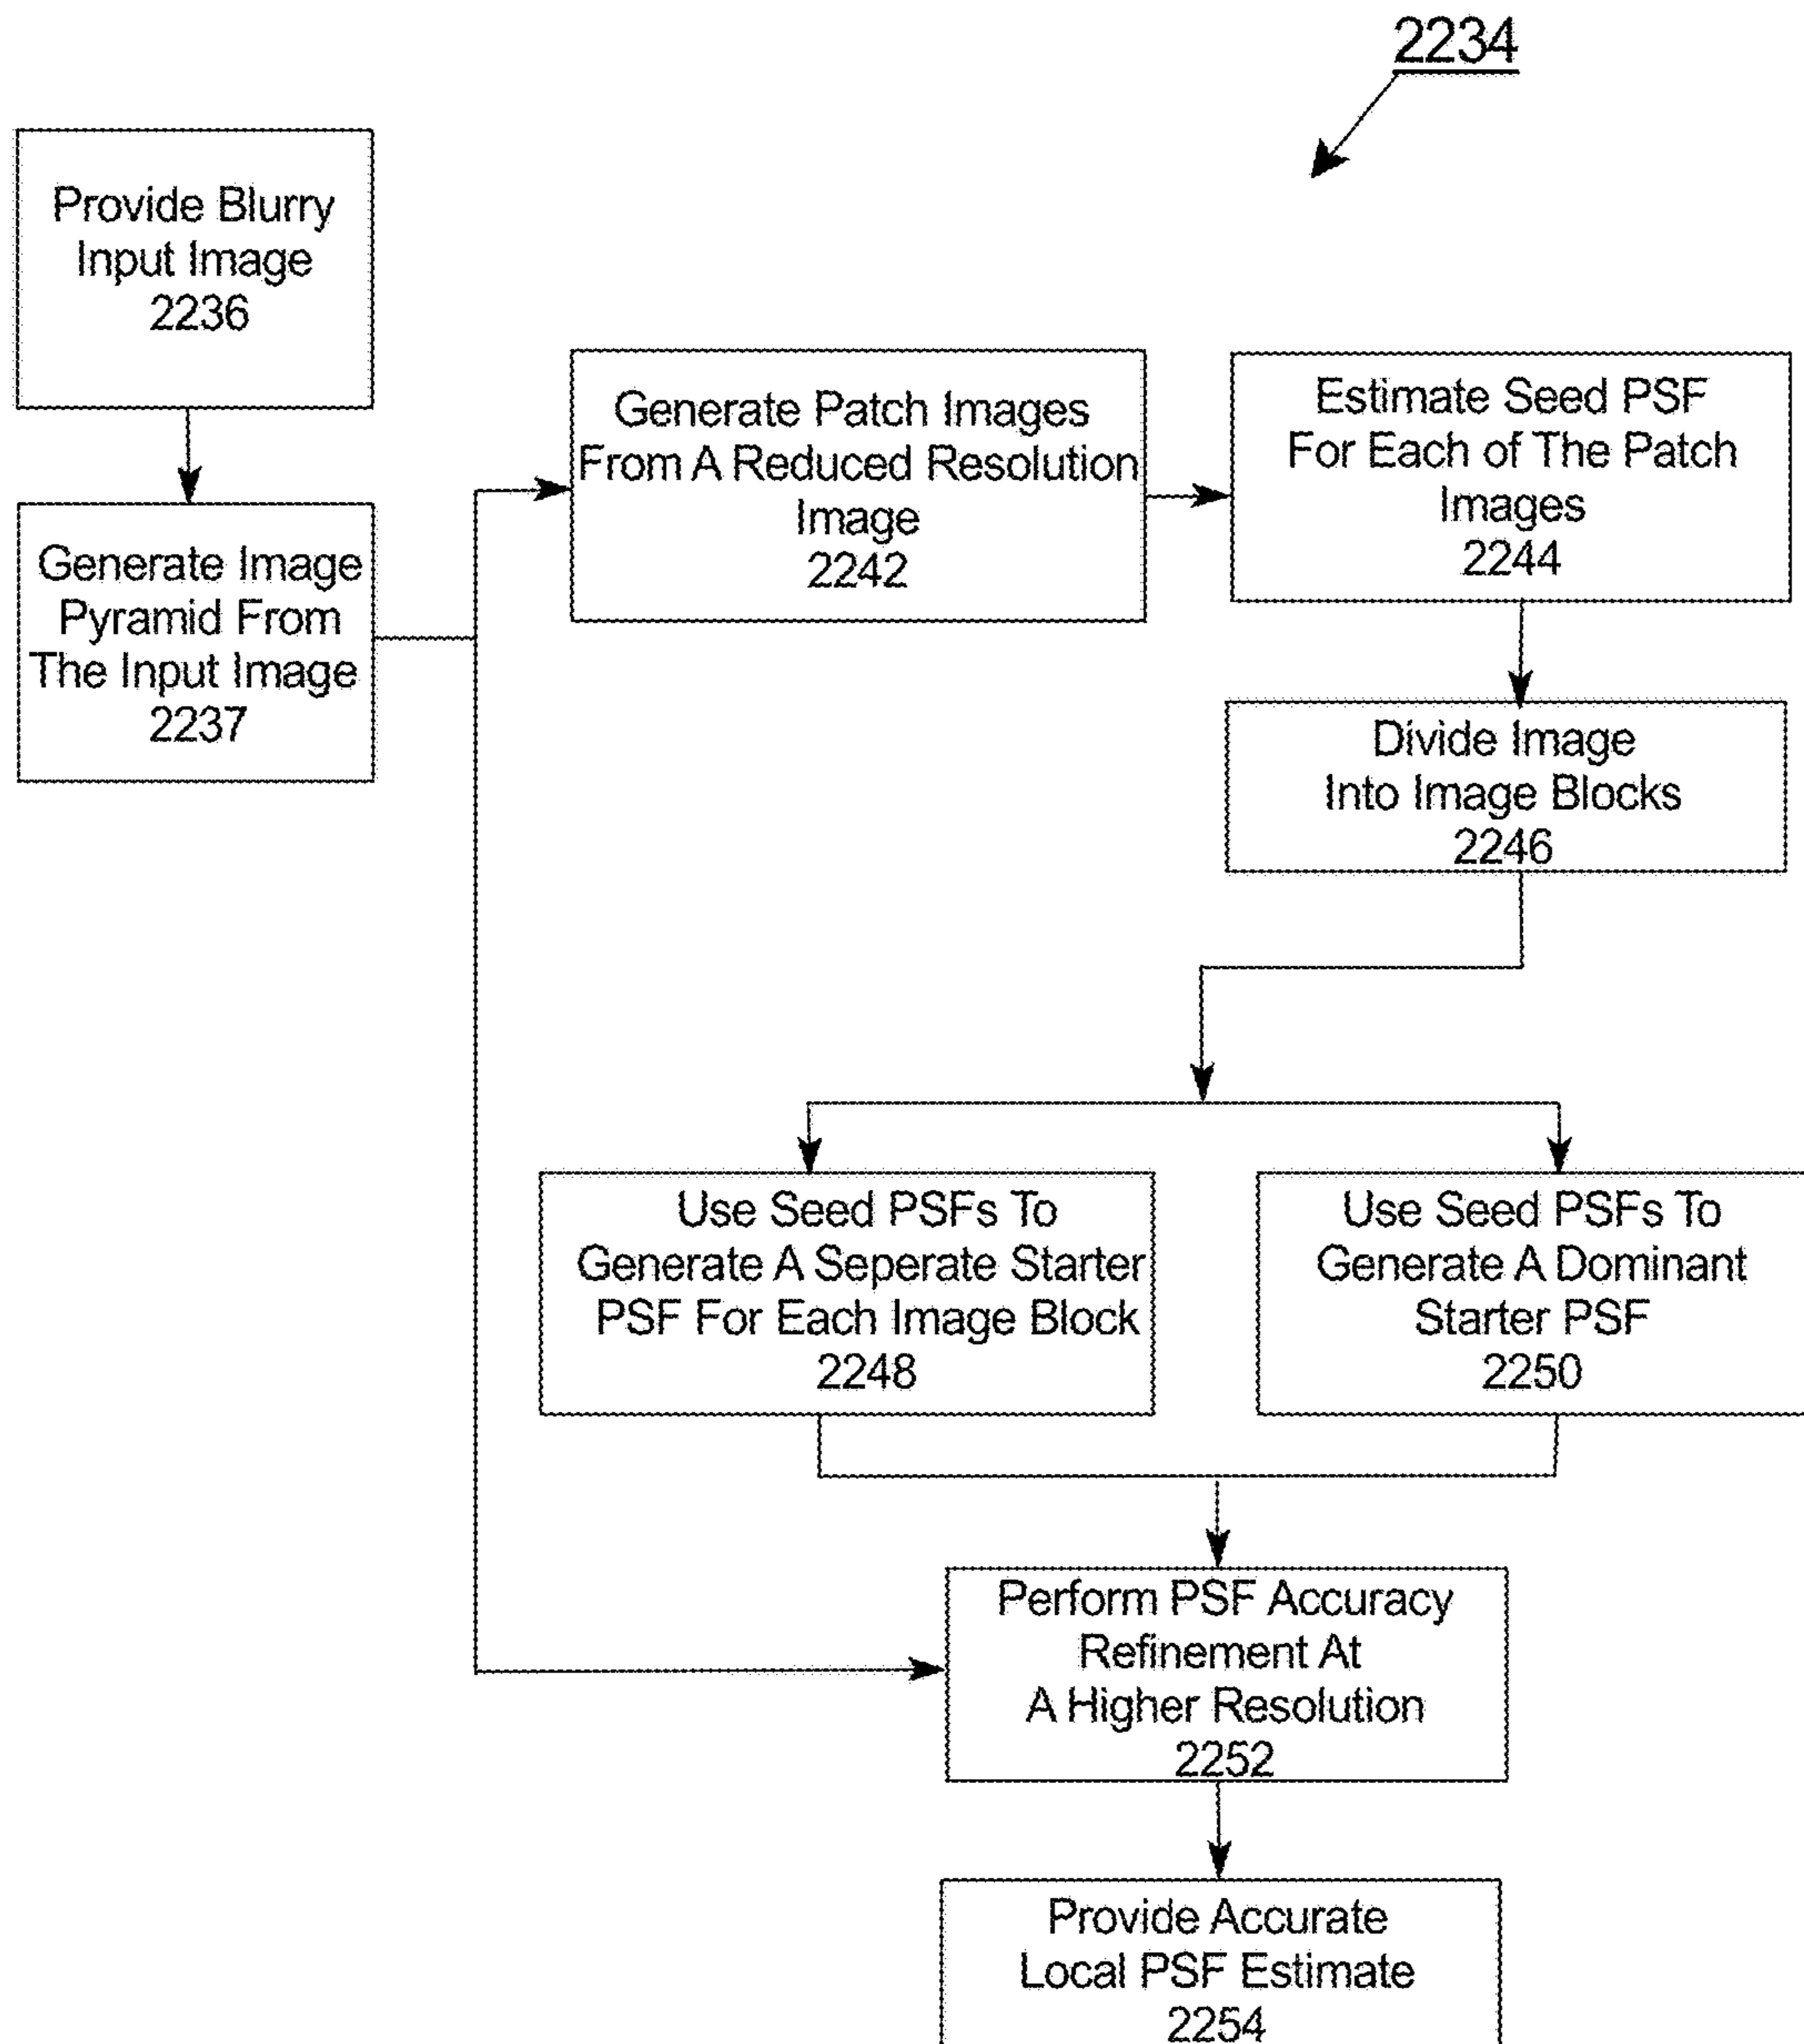 2234
Provide Blurry
Input Image
2236
Generate Image
Pyramid From
The Input Image
2237
Generate Patch Images
From A Reduced Resolution
Image
2242
Estimate Seed PSF
For Each of The Patch
Images
2244
Divide Image
Into Image Blocks
2246
Use Seed PSFs To
Generate A Seperate Starter
PSF For Each Image Block
2248
Use Seed PSFs To
Generate A Dominant
Starter PSF
2250
Perform PSF Accuracy
Refinement At
A Higher Resolution
2252
Provide Accurate
Local PSF Estimate
2254